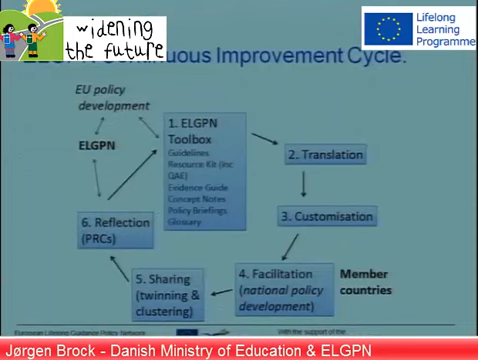 widening
the future
Lifelong
Learning
Programme
nuous Improvement Cycle.
EU policy
development
ELGPN
1. ELGPN
Toolbox
Guidelines
Resource Kit (inc
QAE)
Evidence Guide
Concept Notes
Policy Briefings
Glossary
2. Translation
3. Customisation
4. Facilitation
(national policy
development)
Member
countries
5. Sharing
(twinning &
clustering)
6. Reflection
(PRCs)
European Lifelong Guidance Policy Network
With the support of the
Jørgen Brock - Danish Ministry of Education & ELGPN